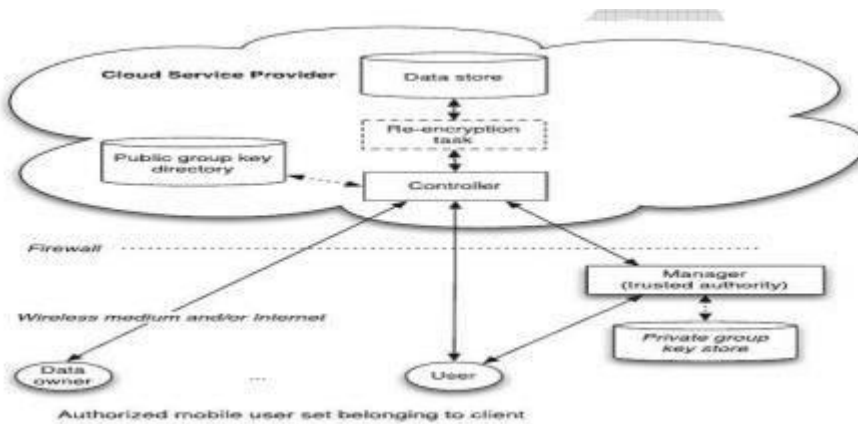 Cloud Service Provider
Data store
Re-encryption
task
Public group key
directory
Controller
Firewall
Manager
(trusted authority)
Wireless medium and/or Internet
Private group
key store
Data
owner
...
User
Authorized mobile user set belonging to client